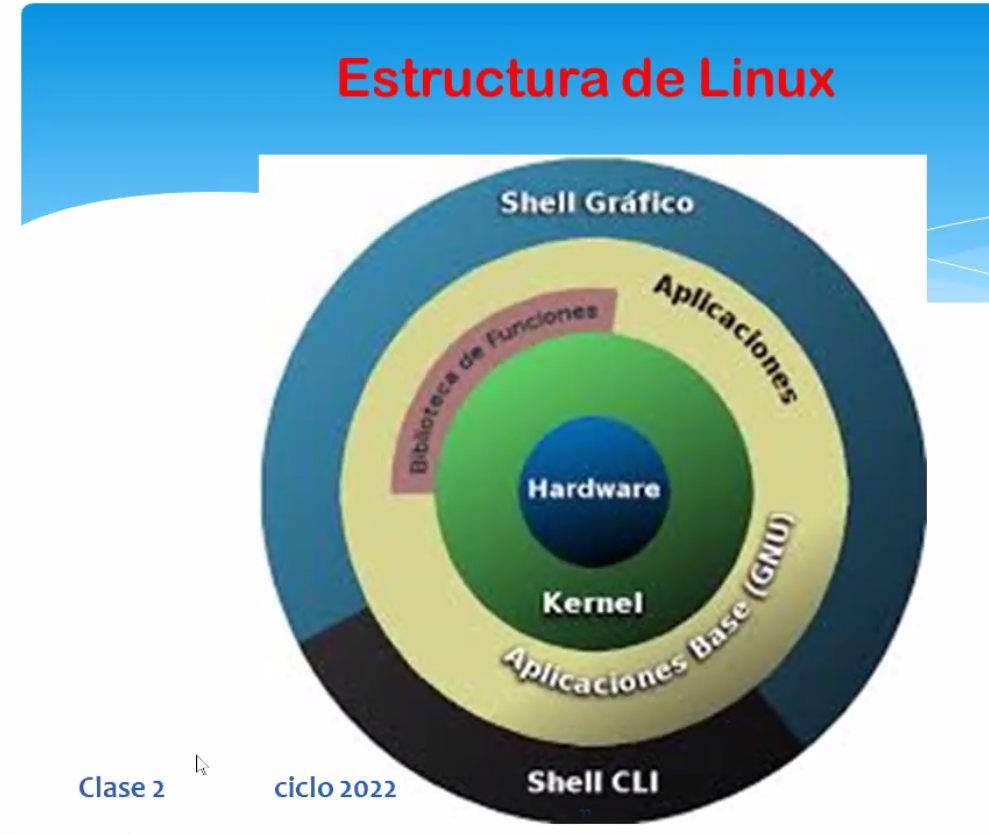 Estructura de Linux
Shell Gráfico
Aplicaciones
Biblioteca de Funciones
Hardware
Kernel
Aplicaciones Base (GNU)
Shell CLI
Clase 2
ciclo 2022